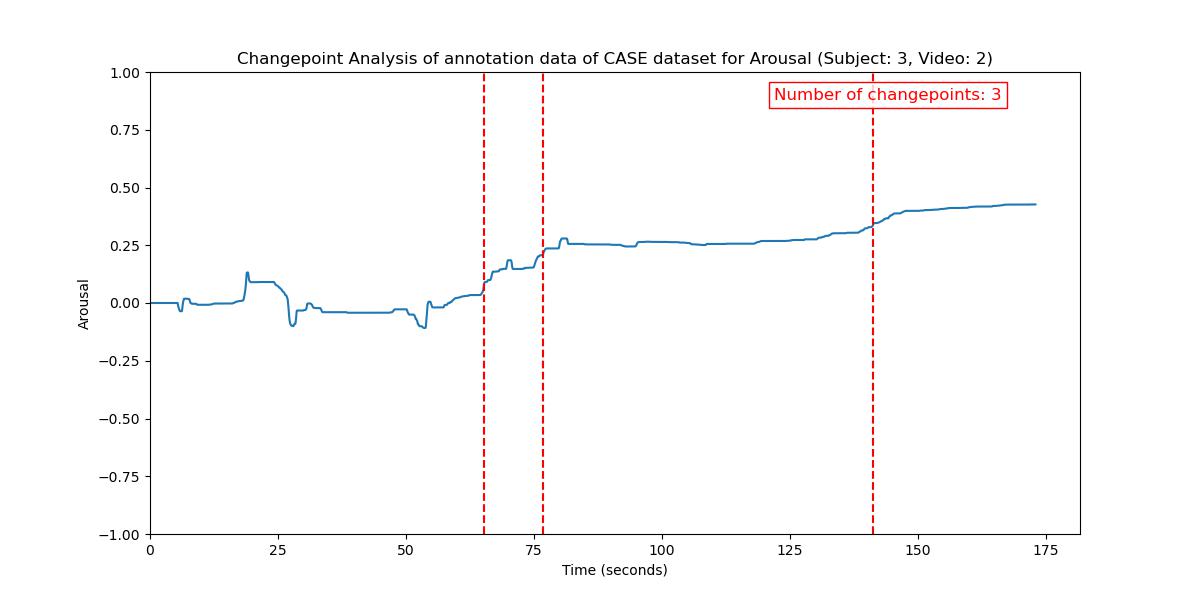 Changepoint Analysis of annotation data of CASE dataset for Arousal (Subject: 3, Video: 2)
Number of changepoints: 3
1.00
0.75
0.50
0.25
0.00
−0.25
−0.50
−0.75
−1.00
Arousal
0 25 50 75 100 125 150 175
Time (seconds)